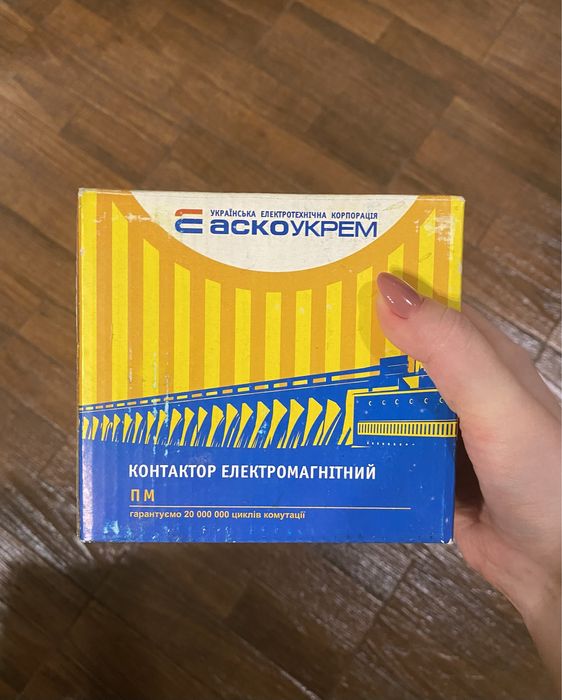 УКРАЇНСЬКА ЕЛЕКТРОТЕХНІЧНА КОРПОРАЦІЯ
аскоУКРЕМ
КОНТАКТОР ЕЛЕКТРОМАГНІТНИЙ
ПМ
гарантуємо 20 000 000 циклів комутації